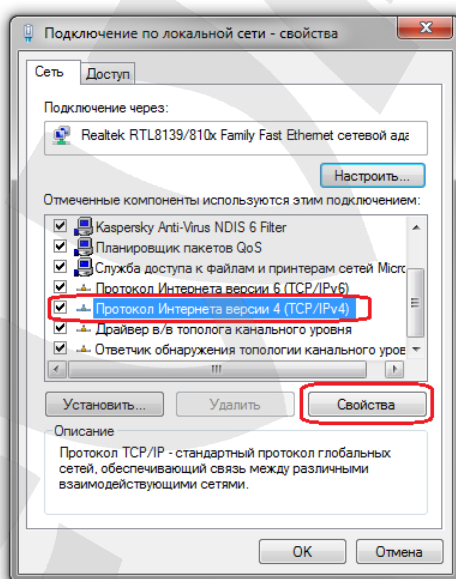 Подключение по локальной сети - свойства
Сеть Доступ
Подключение через:
Realtek RTL8139/810x Family Fast Ethernet сетевой ада
Настроить...
Отмеченные компоненты используются этим подключением:
Kaspersky Anti-Virus NDIS 6 Filter
Планировщик пакетов QoS
Служба доступа к файлам и принтерам сетей Micro
Протокол Интернета версии 6 (TCP/IPv6)
Протокол Интернета версии 4 (TCP/IPv4)
Драйвер в/в тополога канального уровня
Ответчик обнаружения топологии канального уров
Установить... Удалить Свойства
Описание
Протокол TCP/IP - стандартный протокол глобальных
сетей, обеспечивающий связь между различными
взаимодействующими сетями.
OK Отмена